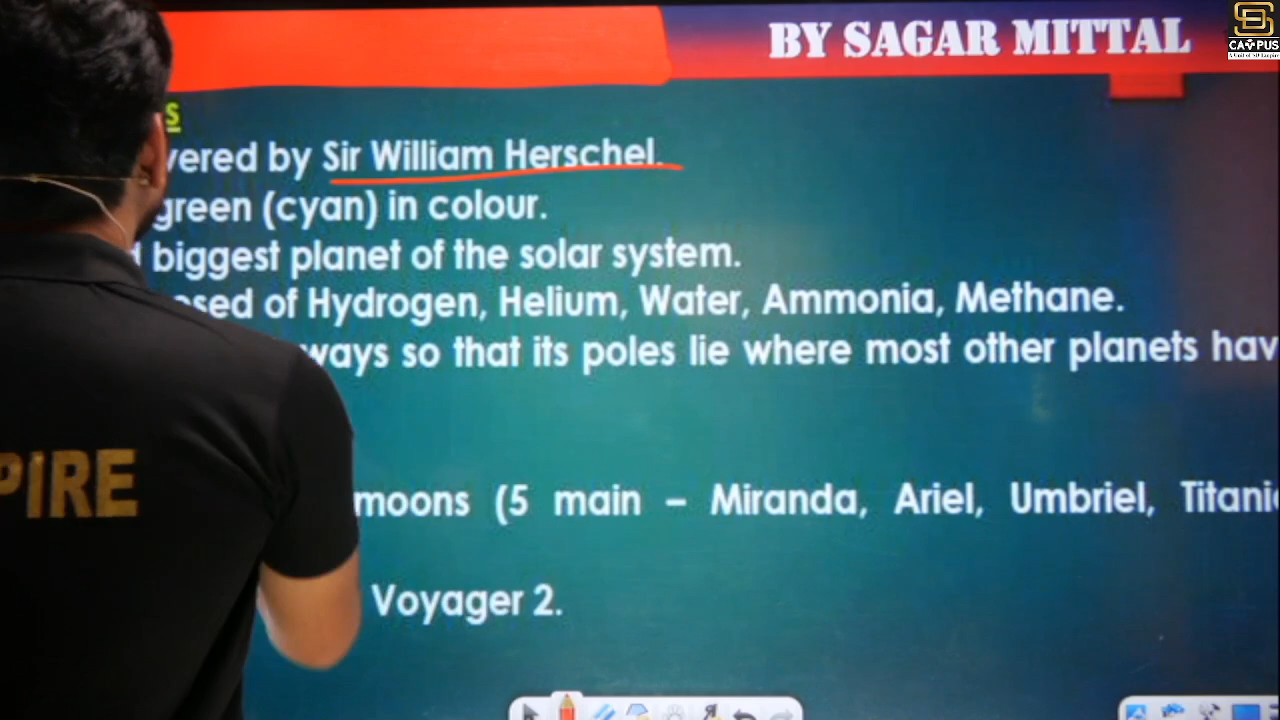 BY SAGAR MITTAL
CAMPUS
s
vered by Sir William Herschel.
green (cyan) in colour.
biggest planet of the solar system.
sed of Hydrogen, Helium, Water, Ammonia, Methane.
ways so that its poles lie where most other planets hav
PIRE
moons (5 main – Miranda, Ariel, Umbriel, Titani
Voyager 2.